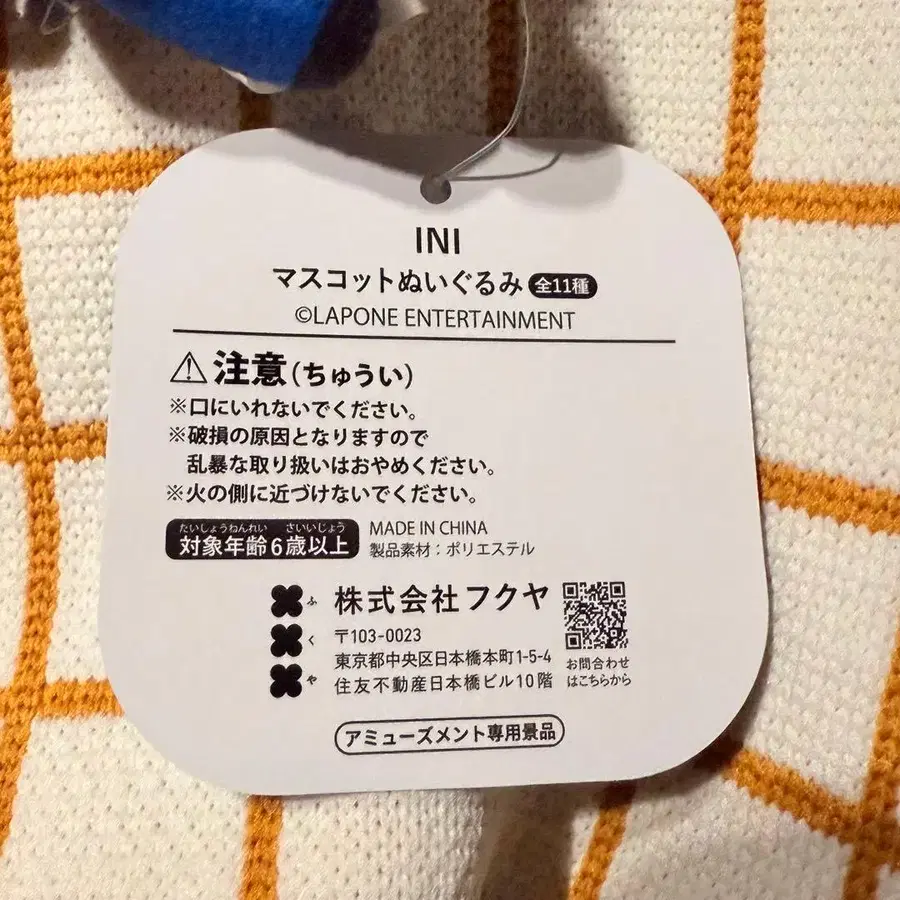 INI
マスコットぬいぐるみ 全11種
©LAPONE ENTERTAINMENT
⚠注意(ちゅうい)
※口にいれないでください。
※破損の原因となりますので
乱暴な取り扱いはおやめください。
※火の側に近づけないでください。
たいしょうねんれい さいいじょう
対象年齢6歳以上
MADE IN CHINA
製品素材：ポリエステル
ふくや
株式会社フクヤ
〒103-0023
東京都中央区日本橋本町1-5-4
住友不動産日本橋ビル10階
お問合わせ
はこちらから
アミューズメント専用景品